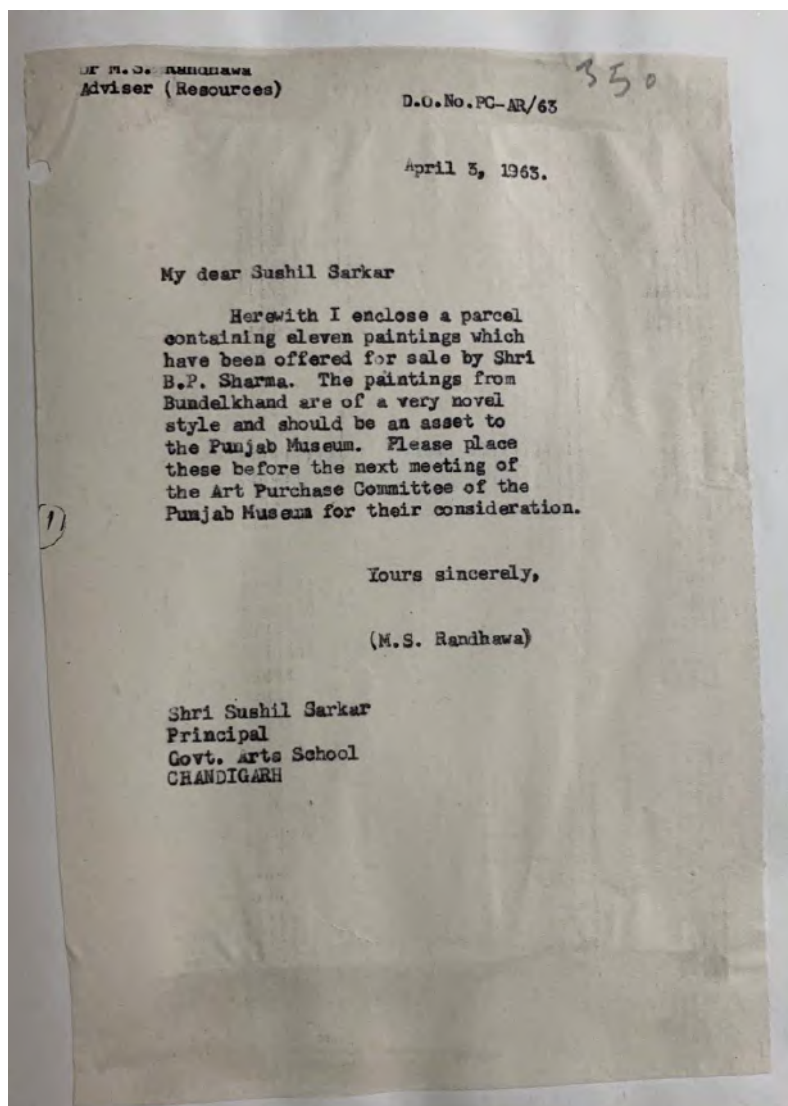 Dr M.S. Randhawa
350
Adviser (Resources)
D.O.No.PC-AR/63
April 3, 1963.
My dear Sushil Sarkar
Herewith I enclose a parcel
containing eleven paintings which
have been offered for sale by Shri
B.P. Sharma. The paintings from
Bundelkhand are of a very novel
style and should be an asset to
the Punjab Museum. Please place
these before the next meeting of
the Art Purchase Committee of the
Punjab Museum for their consideration.
(1)
Yours sincerely,
(M.S. Randhawa)
Shri Sushil Sarkar
Principal
Govt. Arts School
CHANDIGARH